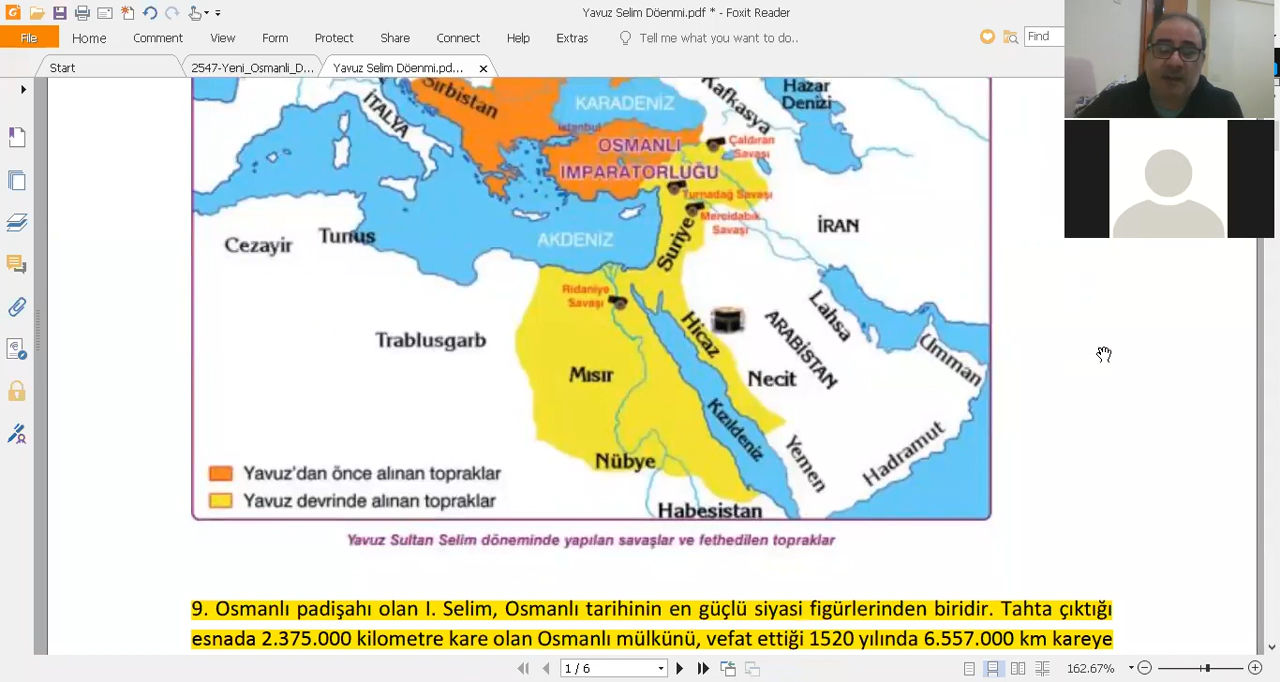 Yavuz Selim Döenmi.pdf * - Foxit Reader
File Home Comment View Form Protect Share Connect Help Extras Tell me what you want to do.. Find
Start 2547-Yeni_Osmanli_D... Yavuz Selim Döenmi.pd...
Sırbistan
İTALYA
KARADENİZ
Kafkasya
Hazar
Denizi
İstanbul
OSMANLI
İMPARATORLUĞU
Çaldıran
Savaşı
Turnadağ Savaşı
Mercidabık
Savaşı
İRAN
Cezayir
Tunus
AKDENİZ
Suriye
Ridaniye
Savaşı
Trablusgarb
Mısır
Hicaz
Lahsa
ARABİSTAN
Necit
Umman
Kızıldeniz
Nübye
Yemen
Hadramut
Habesistan
Yavuz'dan önce alınan topraklar
Yavuz devrinde alınan topraklar
Yavuz Sultan Selim döneminde yapılan savaşlar ve fethedilen topraklar
9. Osmanlı padişahı olan I. Selim, Osmanlı tarihinin en güçlü siyasi figürlerinden biridir. Tahta çıktığı
esnada 2.375.000 kilometre kare olan Osmanlı mülkünü, vefat ettiği 1520 yılında 6.557.000 km kareye
1 / 6
162.67%